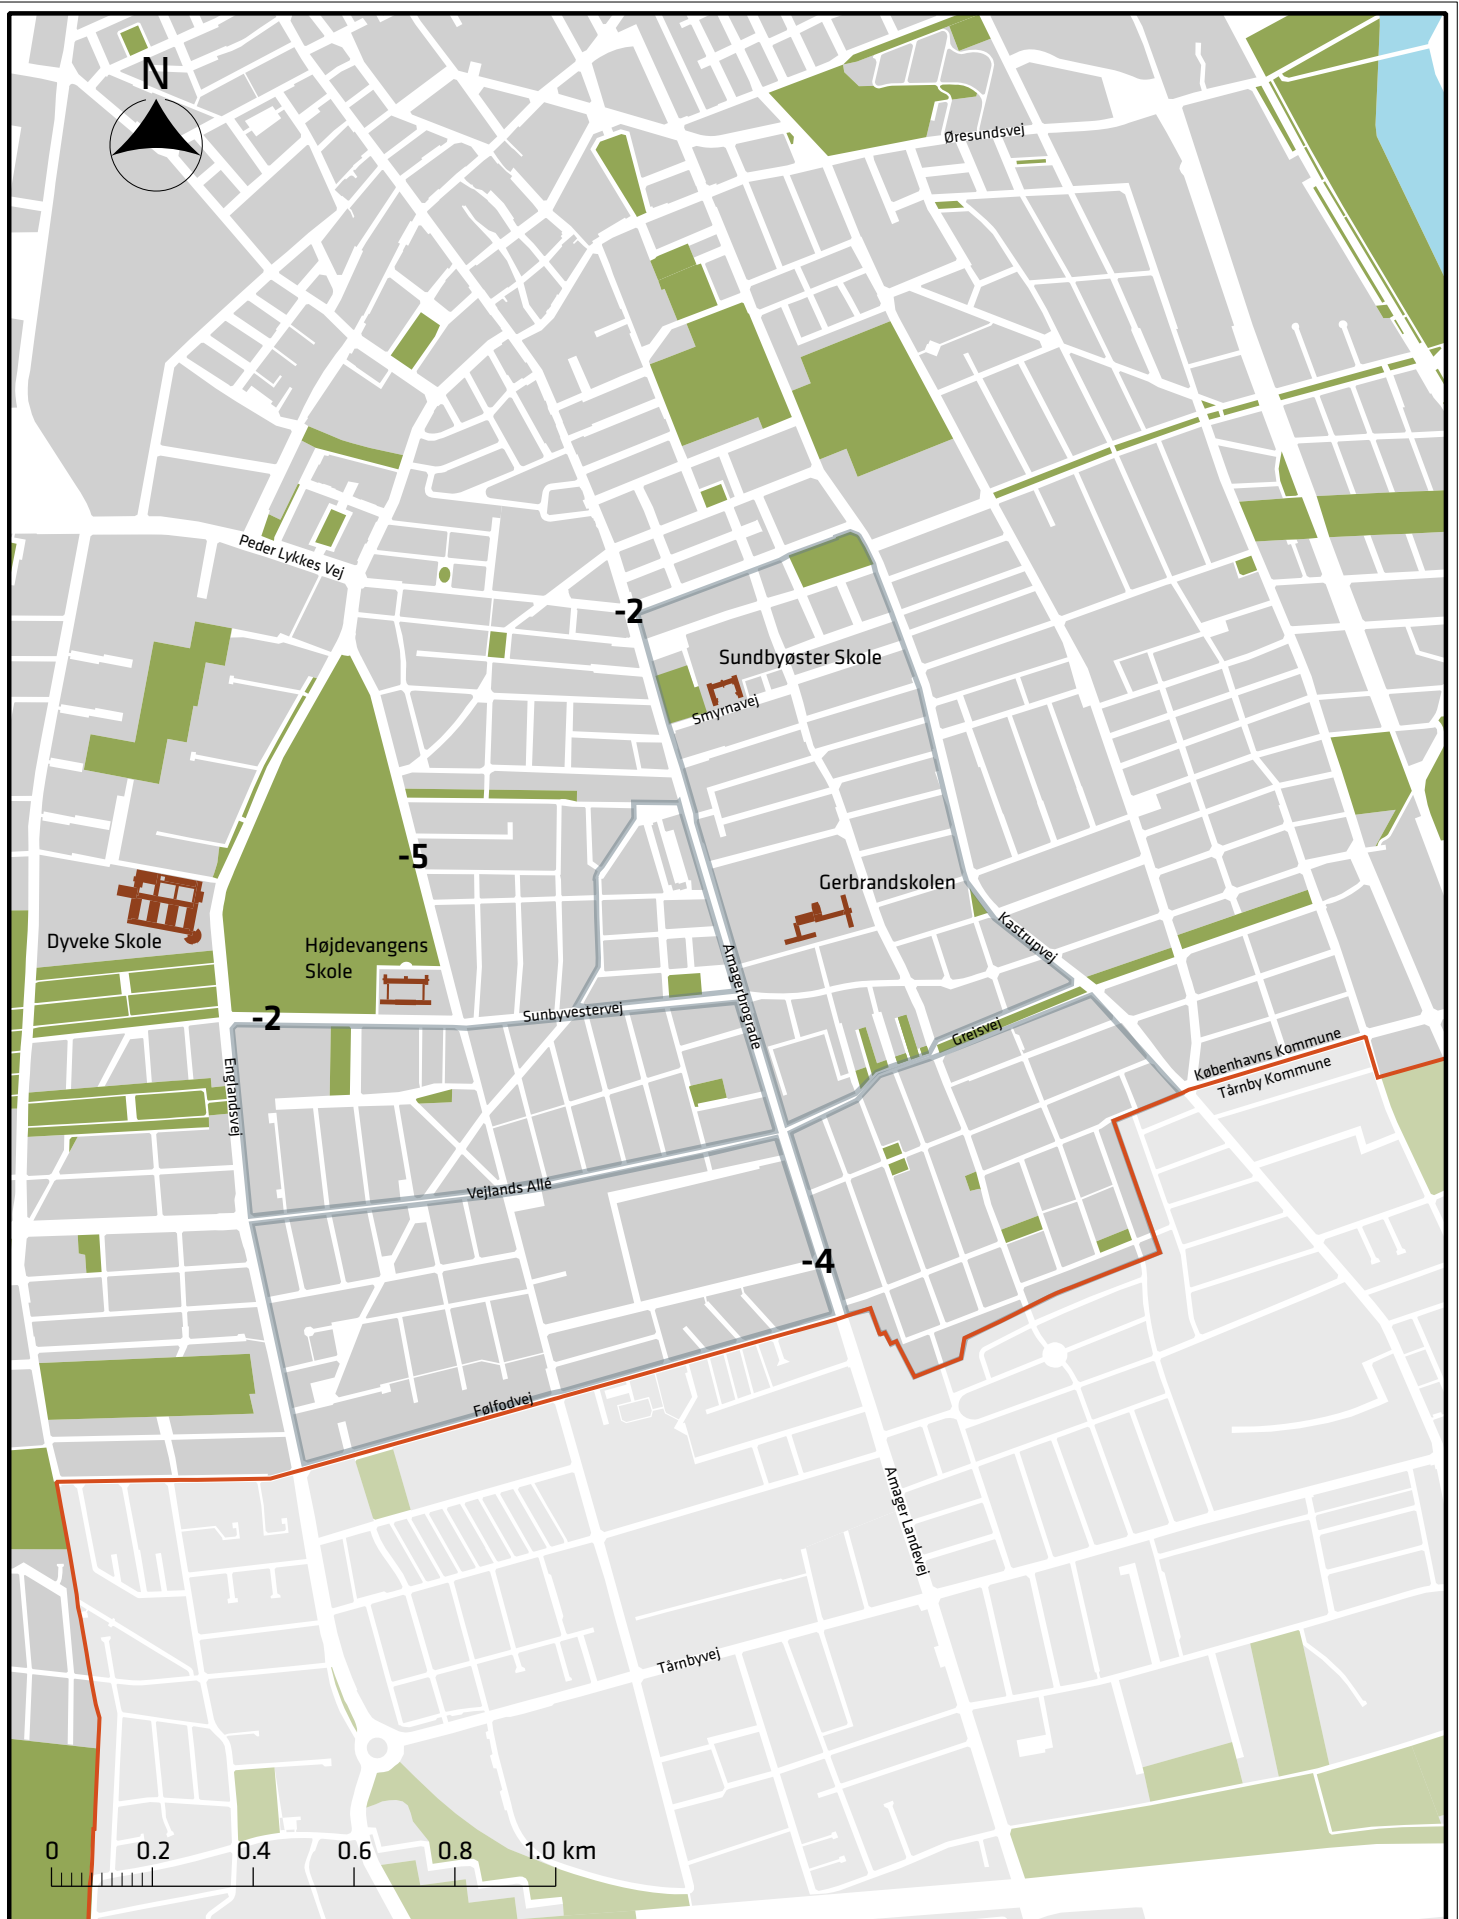 N
Øresundsvej
Peder Lykkes Vej
-2
Sundbyøster Skole
Smyrnavej
-5
Gerbrandskolen
Dyveke Skole
Højdevangens
Skole
Kastrupvej
Amagerbrograde
-2
Sunbyvestervej
Greisvej
Københavns Kommune
Tårnby Kommune
Englandsvej
Vejlands Allé
-4
Følfodvej
Amager Landevej
Tårnbyvej
0 0.2 0.4 0.6 0.8 1.0 km